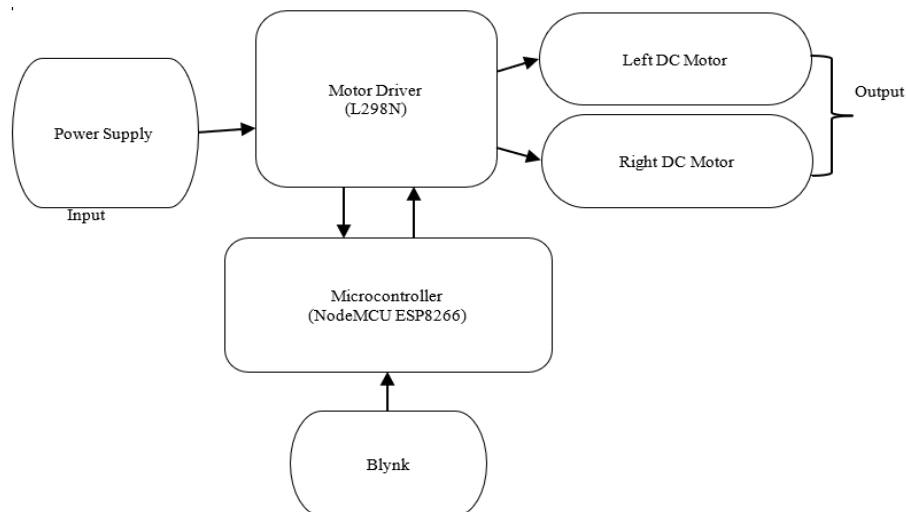 Motor Driver
(L298N)
Left DC Motor
Output
Power Supply
Right DC Motor
Input
Microcontroller
(NodeMCU ESP8266)
Blynk